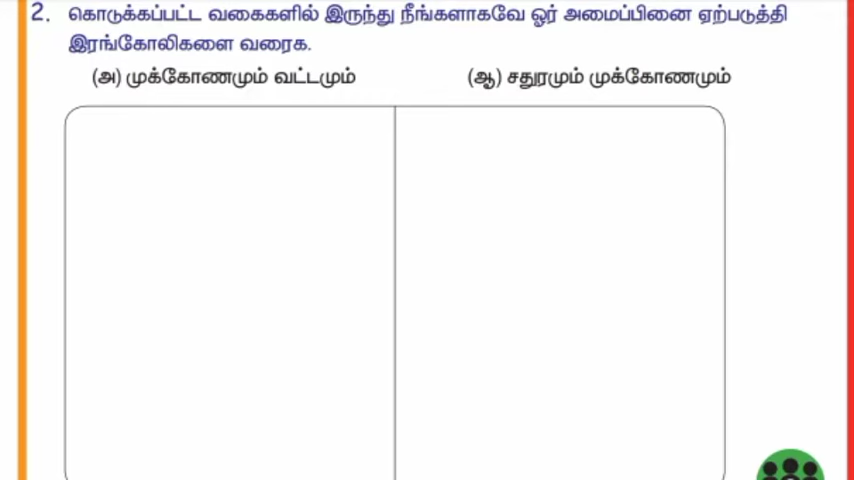 2. கொடுக்கப்பட்ட வகைகளில் இருந்து நீங்களாகவே ஓர் அமைப்பினை ஏற்படுத்தி
இரங்கோலிகளை வரைக.
(அ) முக்கோணமும் வட்டமும் (ஆ) சதுரமும் முக்கோணமும்